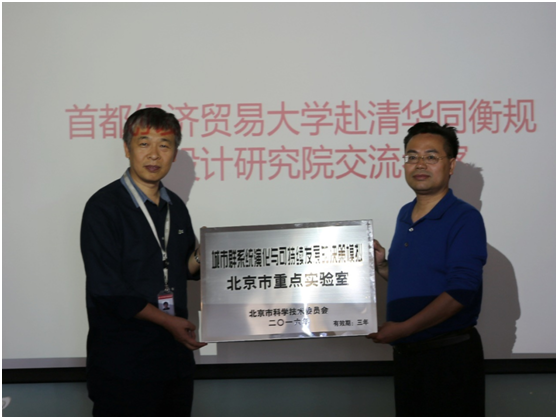 首都经济贸易大学赴清华同衡规
设计研究院交流
城市群系统演化与可持续发展的决策模拟
北京市重点实验室
北京市科学技术委员会
二〇一六年
有效期:三年